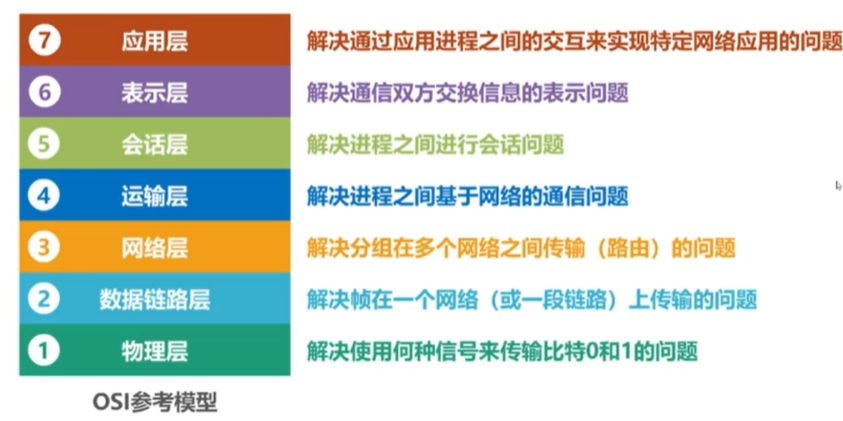 7 应用层 解决通过应用进程之间的交互来实现特定网络应用的问题
6 表示层 解决通信双方交换信息的表示问题
5 会话层 解决进程之间进行会话问题
4 运输层 解决进程之间基于网络的通信问题
3 网络层 解决分组在多个网络之间传输（路由）的问题
2 数据链路层 解决帧在一个网络（或一段链路）上传输的问题
1 物理层 解决使用何种信号来传输比特0和1的问题
OSI参考模型